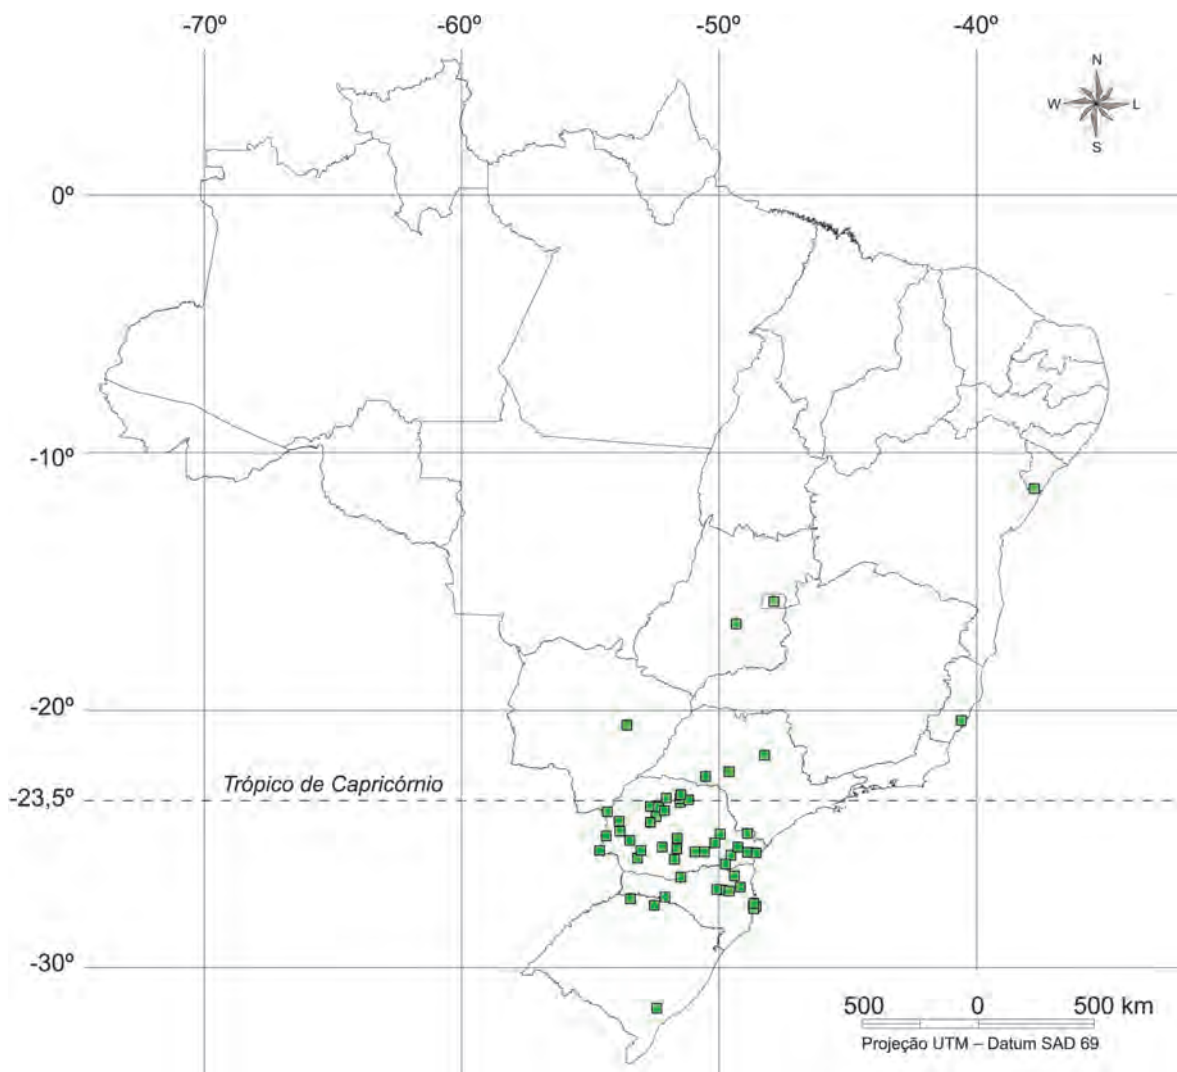 -70º -60º -50º -40º
N
W L
S
0º
-10º
-20º
Trópico de Capricórnio
-23,5º
-30º
500 0 500 km
Projeção UTM – Datum SAD 69